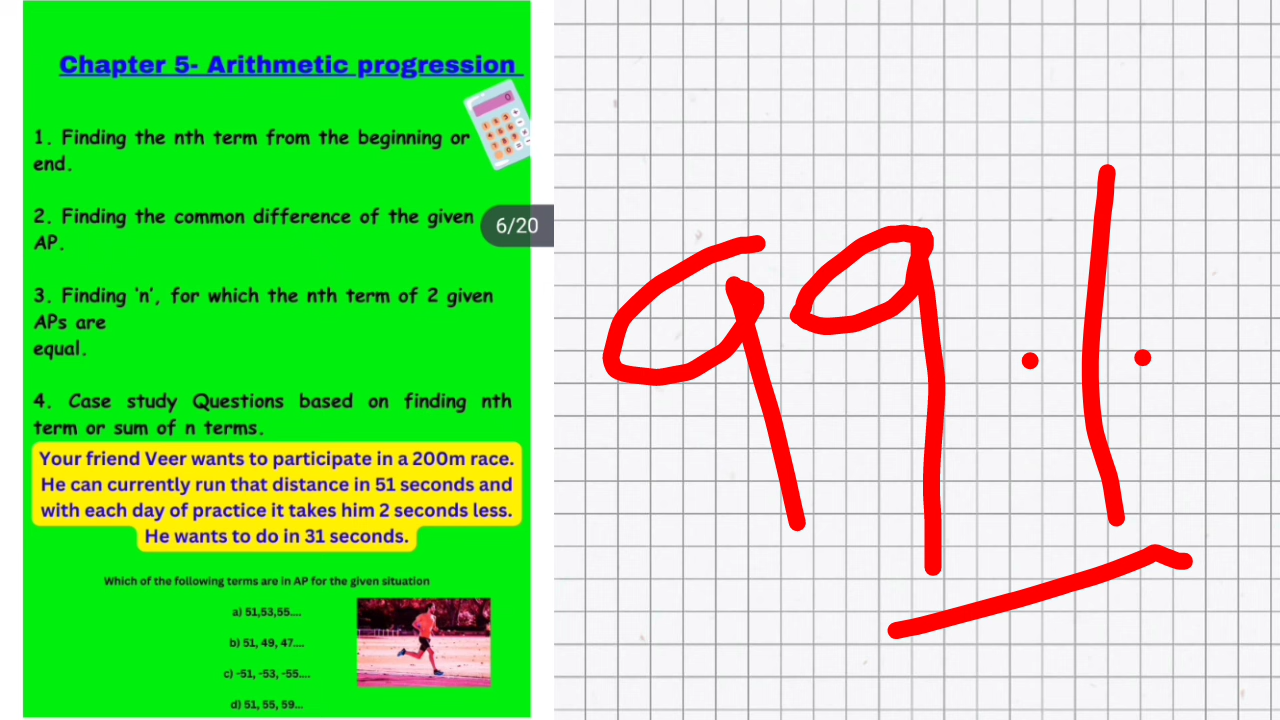 Chapter 5- Arithmetic progression
1. Finding the nth term from the beginning or
end.
2. Finding the common difference of the given
AP.
6/20
3. Finding 'n', for which the nth term of 2 given
APs are
equal.
4. Case study Questions based on finding nth
term or sum of n terms.
Your friend Veer wants to participate in a 200m race.
He can currently run that distance in 51 seconds and
with each day of practice it takes him 2 seconds less.
He wants to do in 31 seconds.
Which of the following terms are in AP for the given situation
a) 51,53,55....
b) 51, 49, 47....
c) -51, -53, -55....
d) 51, 55, 59...
99.|.